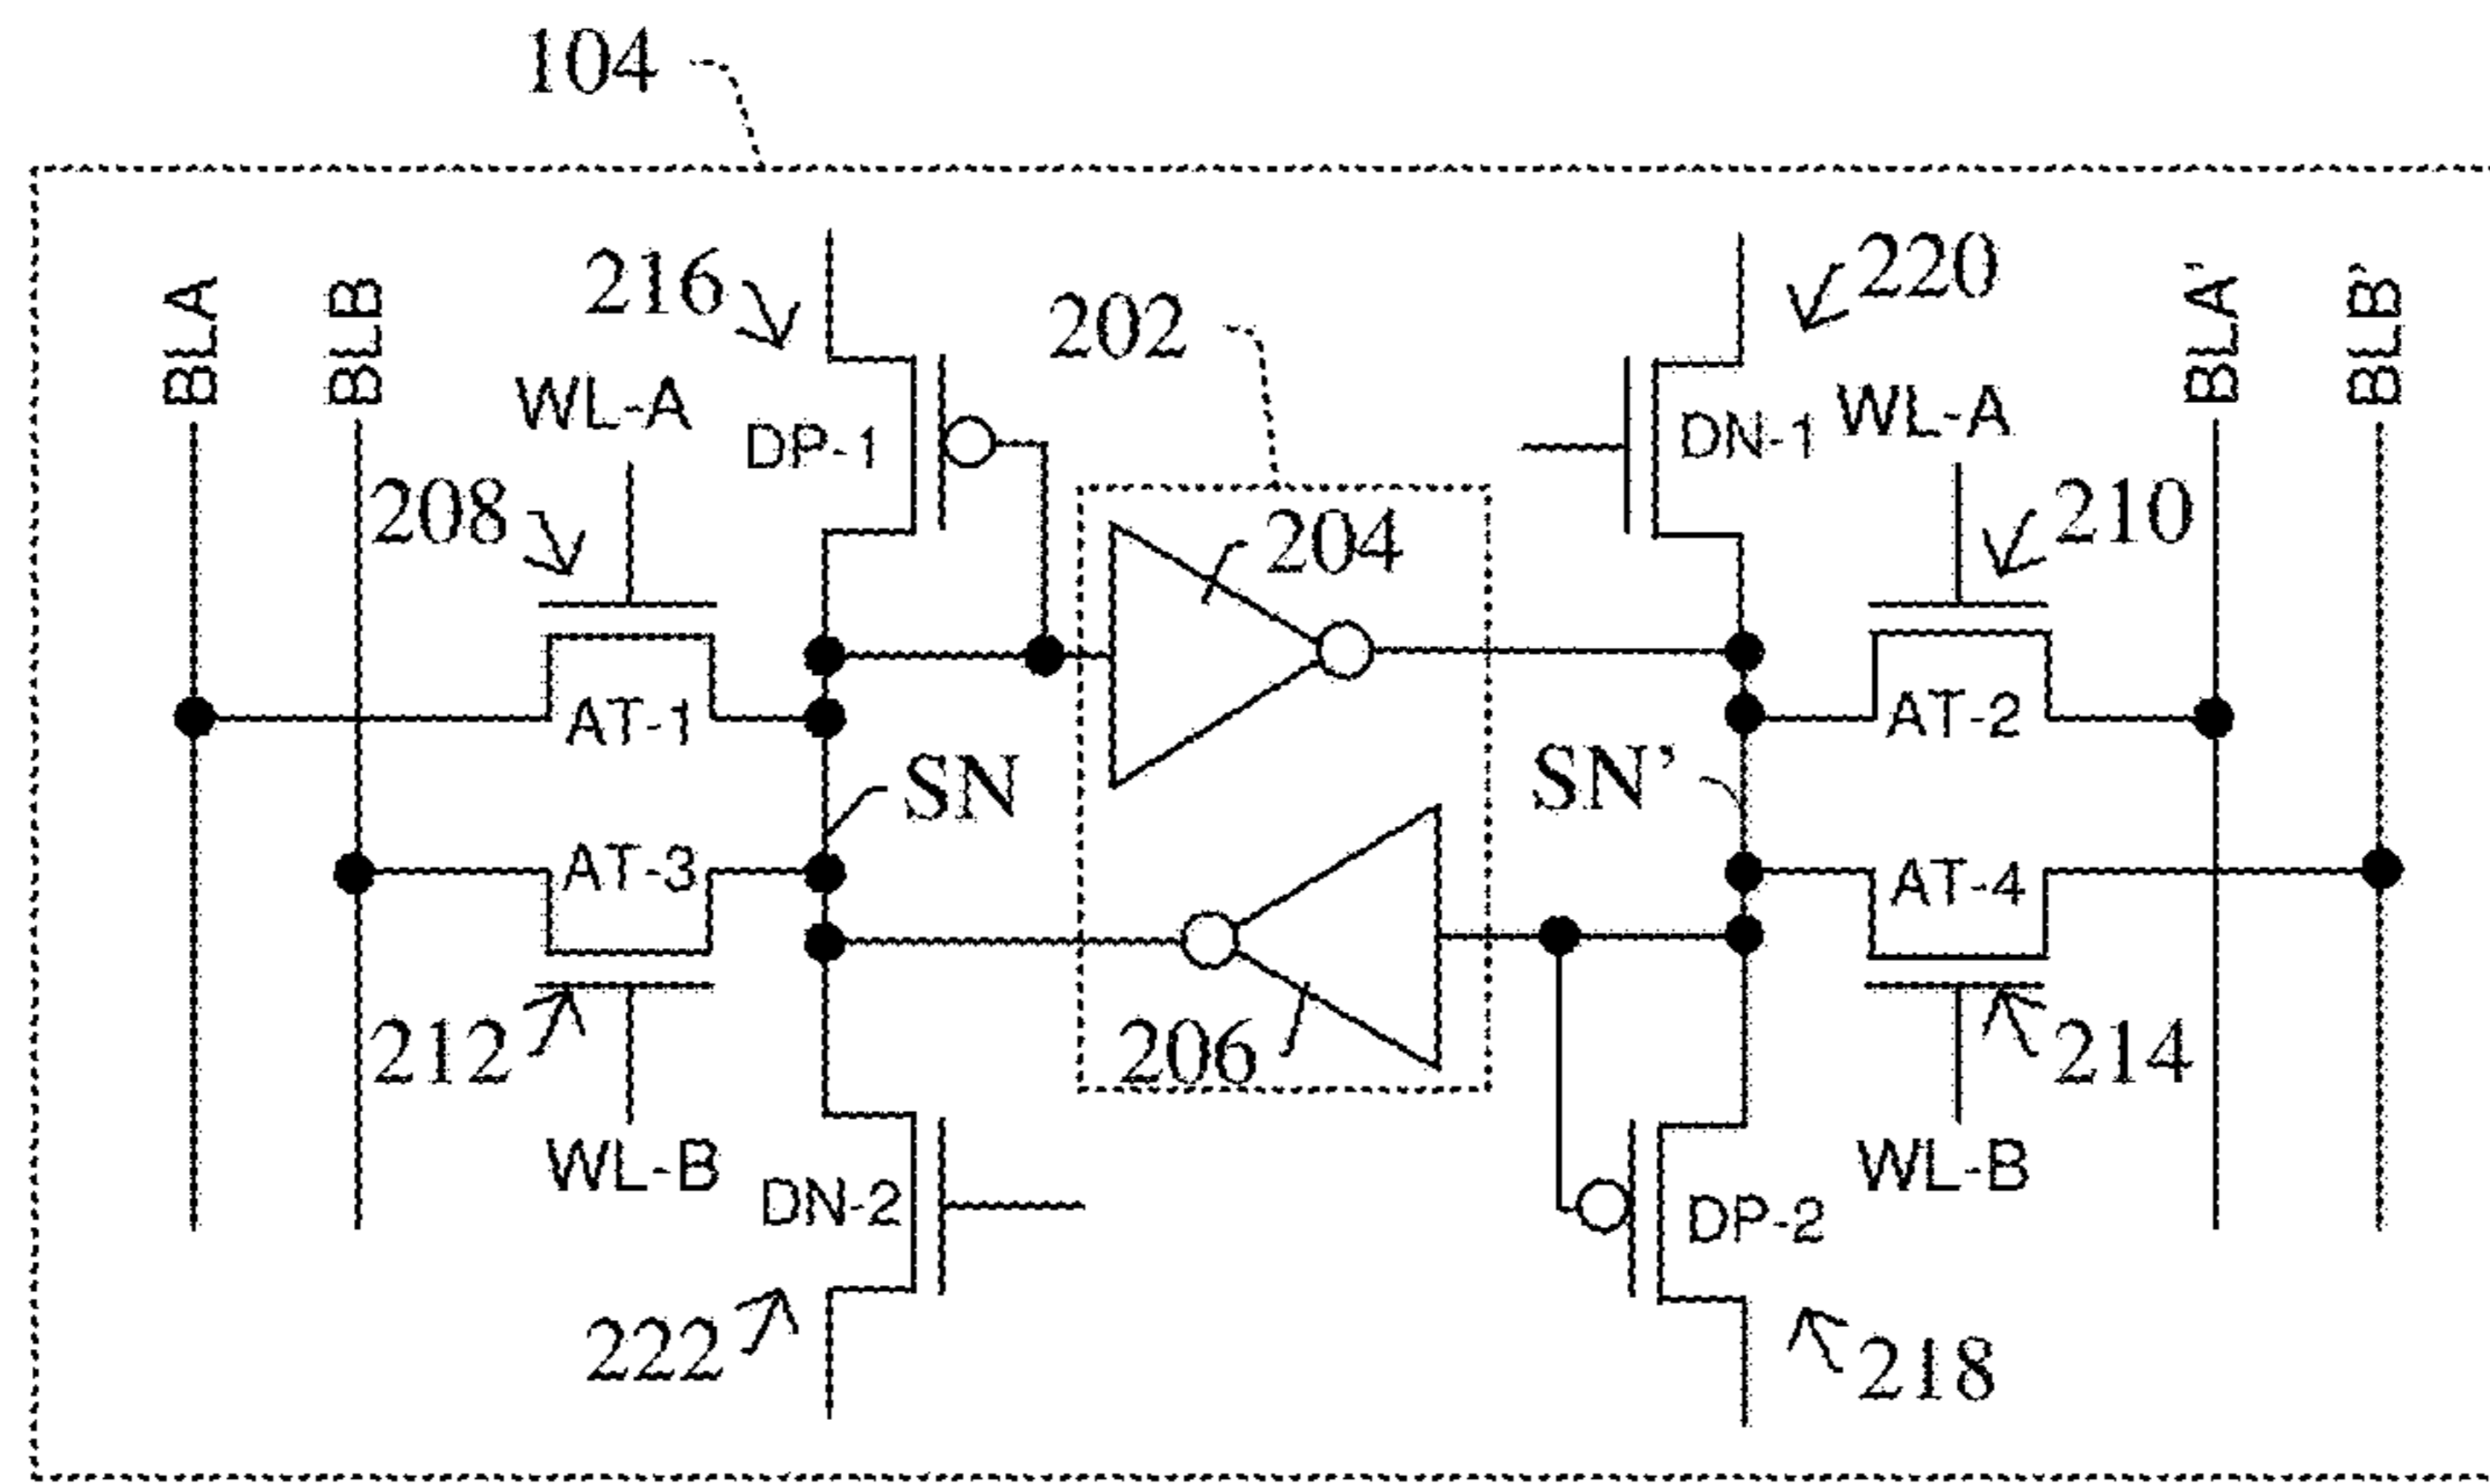 104
BLA
BLB
216
WL-A
DP-1
208
202
204
220
DN-1
WL-A
210
BLA'
BLB'
AT-1
SN
SN’
AT-2
AT-3
AT-4
212
206
214
WL-B
DN-2
DP-2
WL-B
222
218